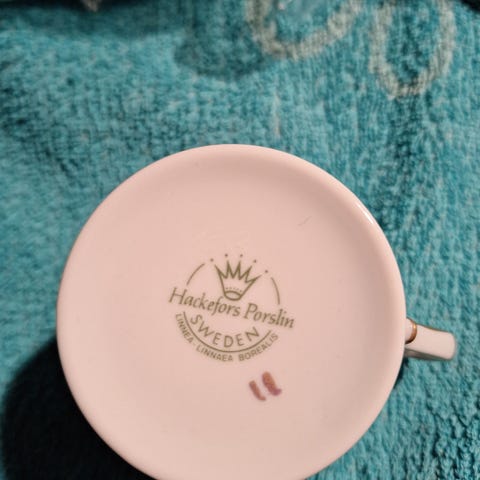 Hackefors Porslin
SWEDEN
LINNEA · LINNAEA BOREALIS